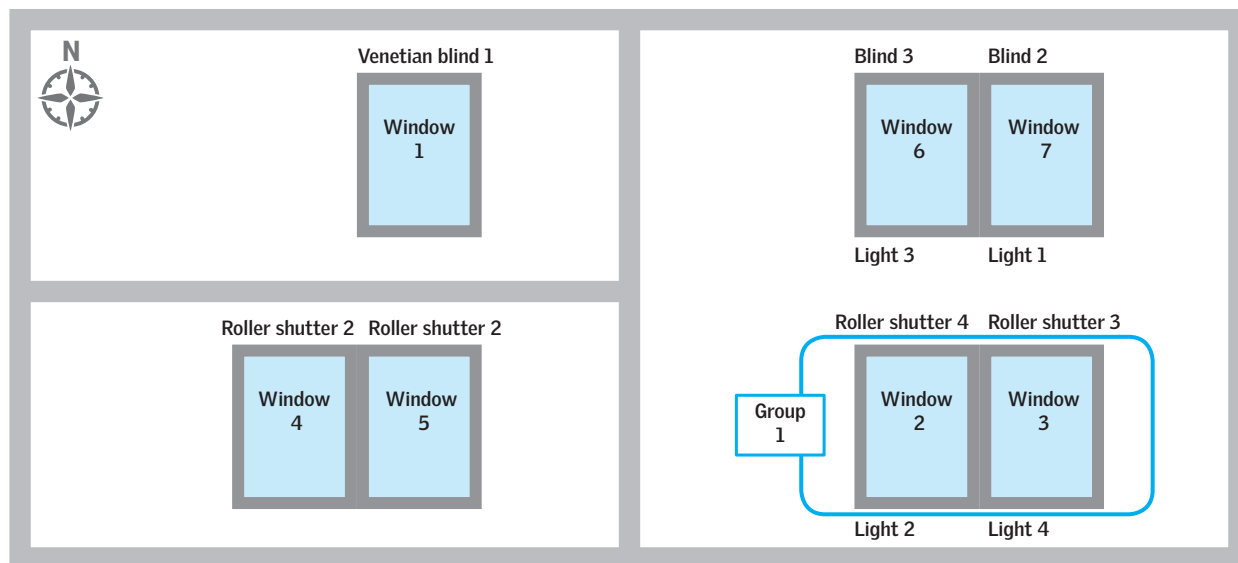 N
Venetian blind 1
Window
1
Roller shutter 2 Roller shutter 2
Window
4
Window
5
Blind 3 Blind 2
Window
6
Window
7
Light 3 Light 1
Roller shutter 4 Roller shutter 3
Group
1
Window
2
Window
3
Light 2 Light 4